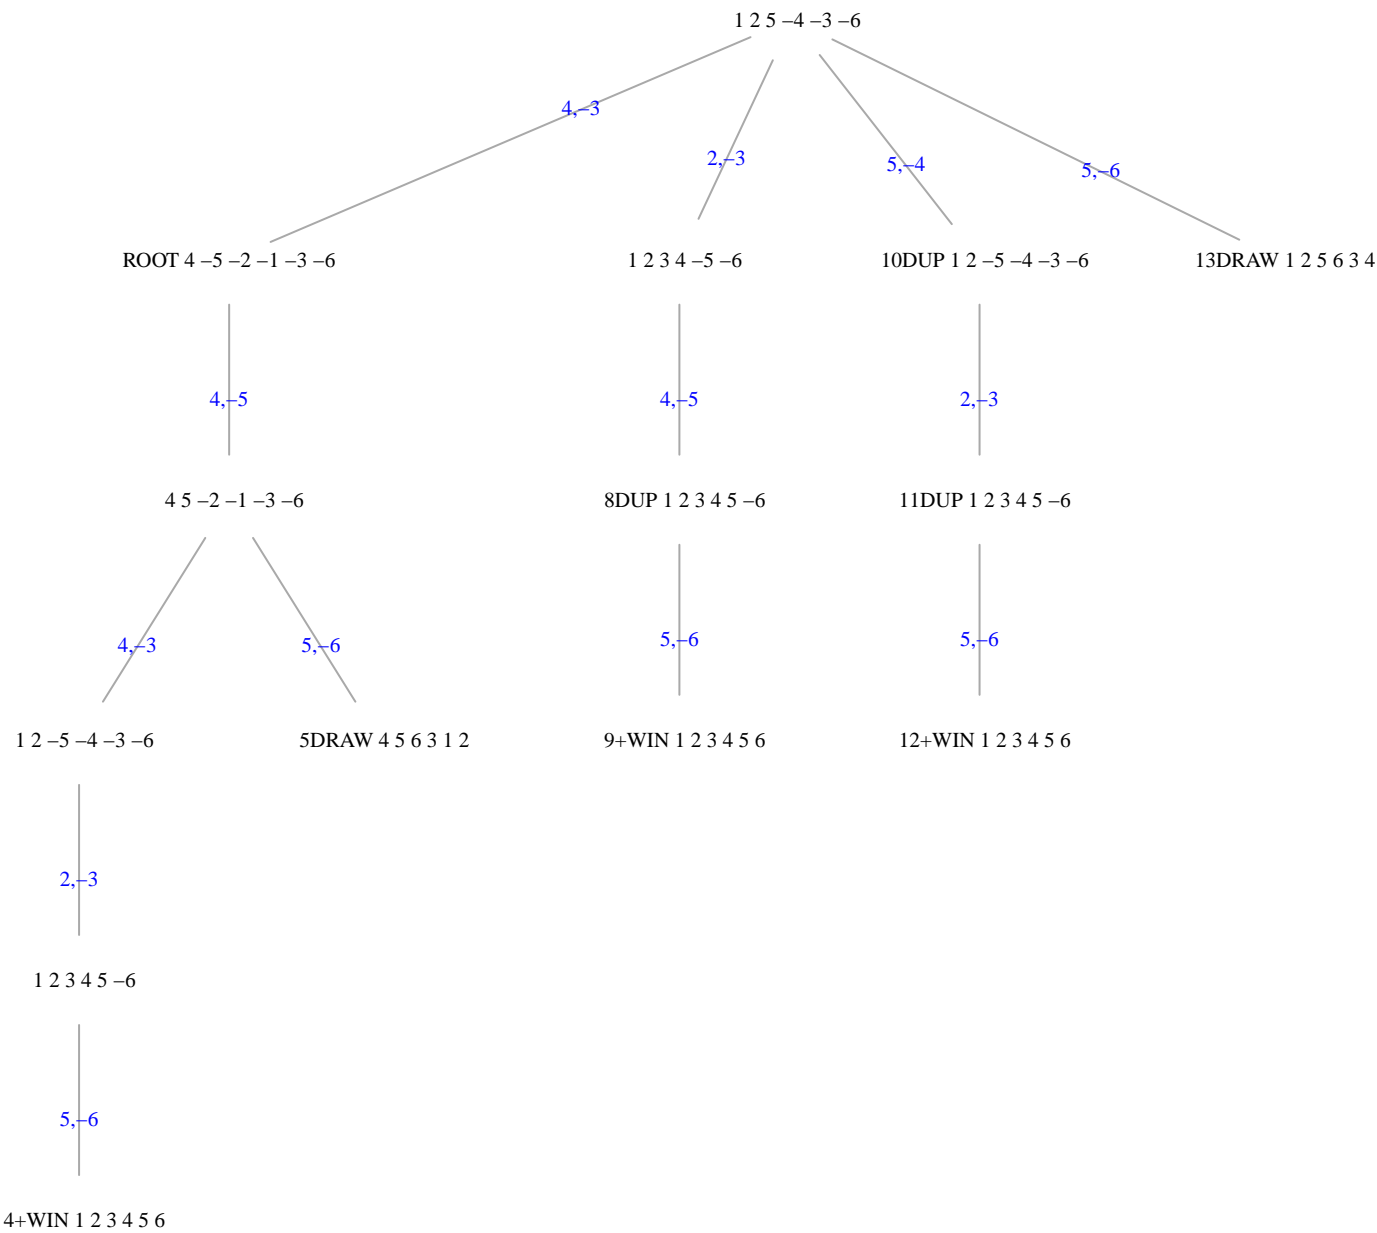 1 2 5 –4 –3 –6
4,–3
2,–3
5,–4
5,–6
ROOT 4 –5 –2 –1 –3 –6
1 2 3 4 –5 –6
10DUP 1 2 –5 –4 –3 –6
13DRAW 1 2 5 6 3 4
4,–5
4,–5
2,–3
4 5 –2 –1 –3 –6
8DUP 1 2 3 4 5 –6
11DUP 1 2 3 4 5 –6
4,–3
5,–6
5,–6
5,–6
1 2 –5 –4 –3 –6
5DRAW 4 5 6 3 1 2
9+WIN 1 2 3 4 5 6
12+WIN 1 2 3 4 5 6
2,–3
1 2 3 4 5 –6
5,–6
4+WIN 1 2 3 4 5 6